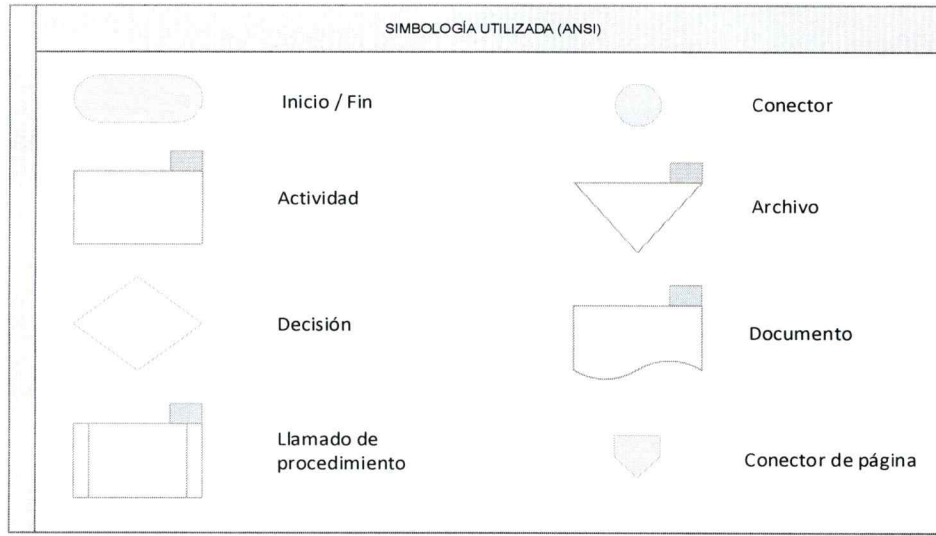 SIMBOLOGÍA UTILIZADA (ANSI)
Inicio / Fin
Conector
Actividad
Archivo
Decisión
Documento
Llamado de
procedimiento
Conector de página